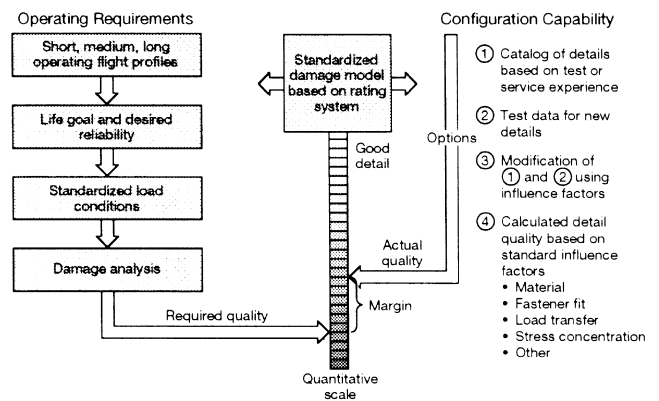 Operating Requirements
Short, medium, long
operating flight profiles
Life goal and desired
reliability
Standardized load
conditions
Damage analysis
Required quality
Standardized
damage model
based on rating
system
Good
detail
Actual
quality
Margin
Quantitative
scale
Configuration Capability
Options
1 Catalog of details
based on test or
service experience
2 Test data for new
details
3 Modification of
1 and 2 using
influence factors
4 Calculated detail
quality based on
standard influence
factors
• Material
• Fastener fit
• Load transfer
• Stress concentration
• Other